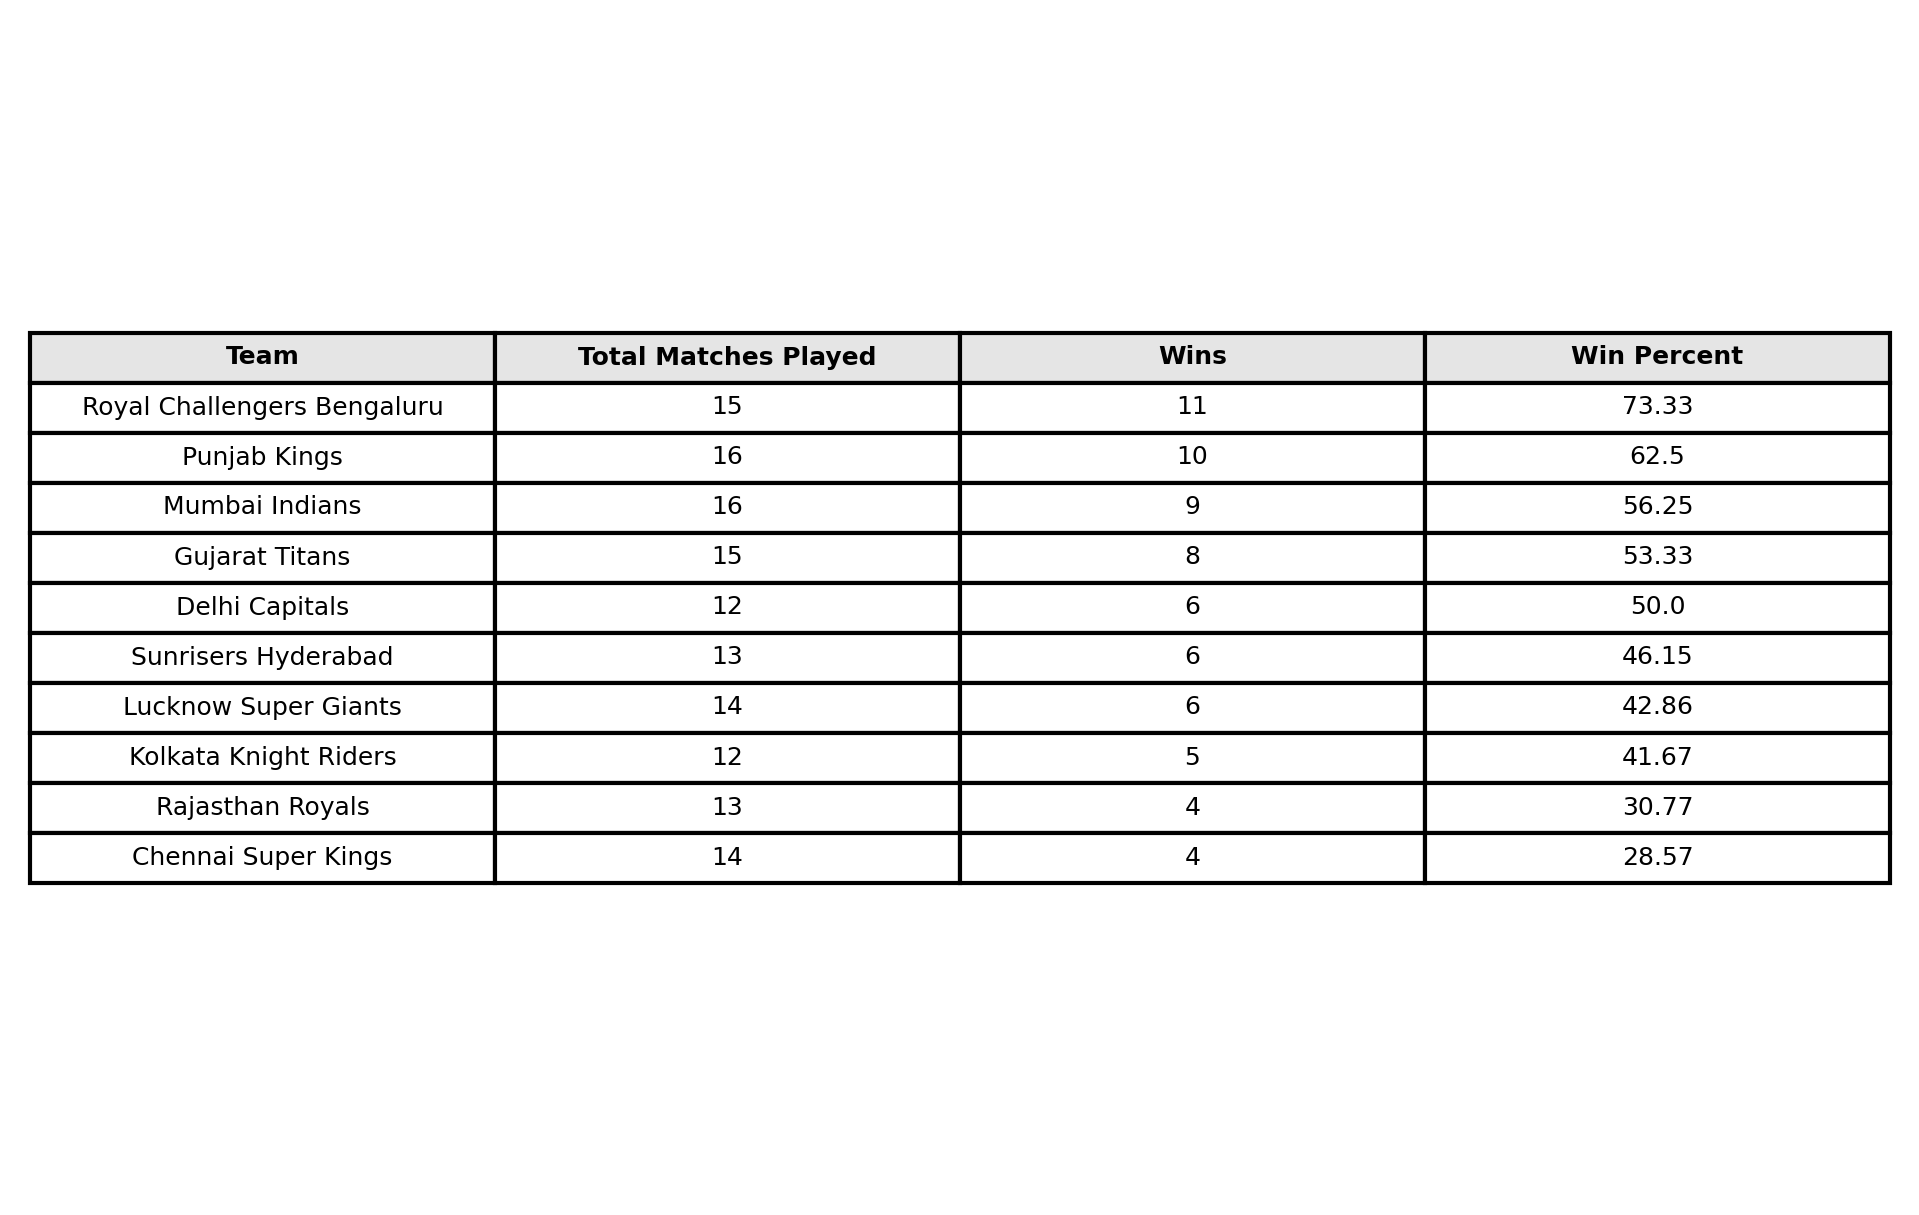 Team Total Matches Played Wins Win Percent
Royal Challengers Bengaluru 15 11 73.33
Punjab Kings 16 10 62.5
Mumbai Indians 16 9 56.25
Gujarat Titans 15 8 53.33
Delhi Capitals 12 6 50.0
Sunrisers Hyderabad 13 6 46.15
Lucknow Super Giants 14 6 42.86
Kolkata Knight Riders 12 5 41.67
Rajasthan Royals 13 4 30.77
Chennai Super Kings 14 4 28.57